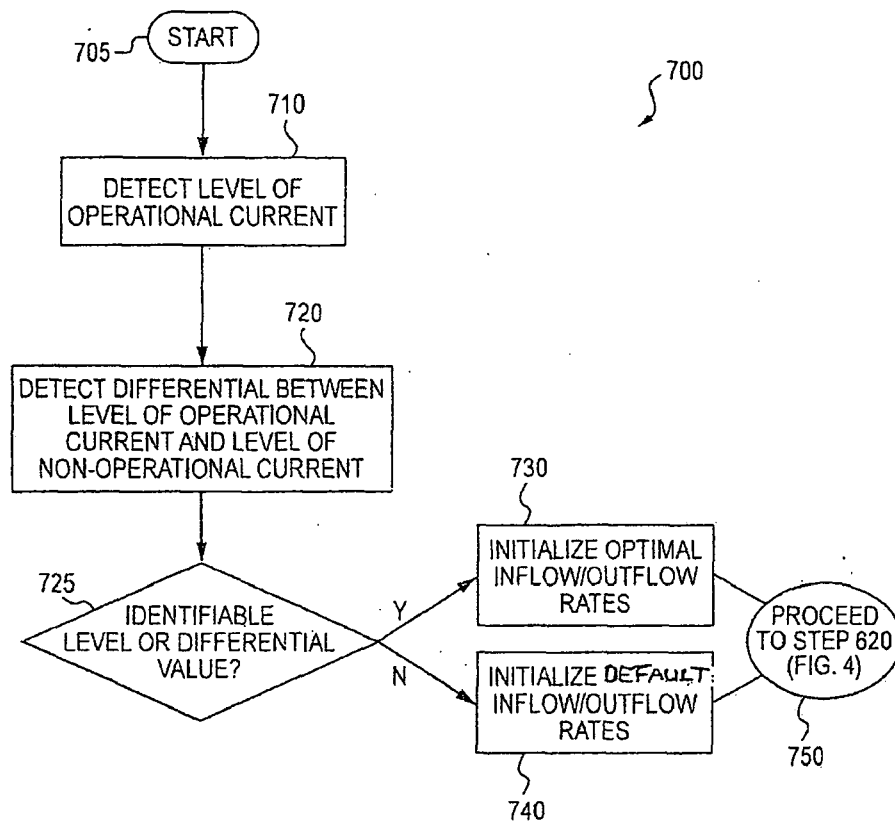 START
705
700
710
DETECT LEVEL OF
OPERATIONAL CURRENT
720
DETECT DIFFERENTIAL BETWEEN
LEVEL OF OPERATIONAL
CURRENT AND LEVEL OF
NON-OPERATIONAL CURRENT
725
IDENTIFIABLE
LEVEL OR DIFFERENTIAL
VALUE?
Y
N
730
INITIALIZE OPTIMAL
INFLOW/OUTFLOW
RATES
INITIALIZE DEFAULT
INFLOW/OUTFLOW
RATES
740
PROCEED
TO STEP 620
(FIG. 4)
750